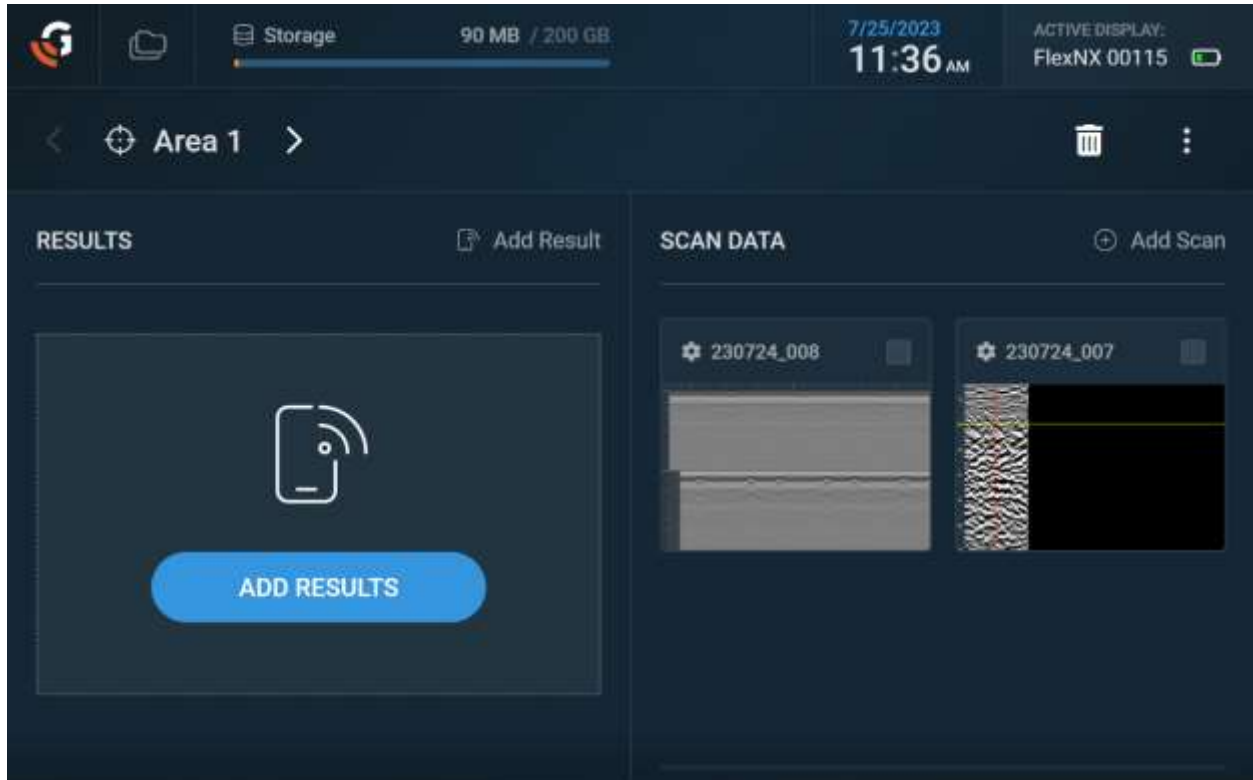 Storage 90 MB / 200 GB
7/25/2023
11:36 AM
ACTIVE DISPLAY:
FlexNX 00115
Area 1
RESULTS
Add Result
ADD RESULTS
SCAN DATA
Add Scan
230724_008
230724_007